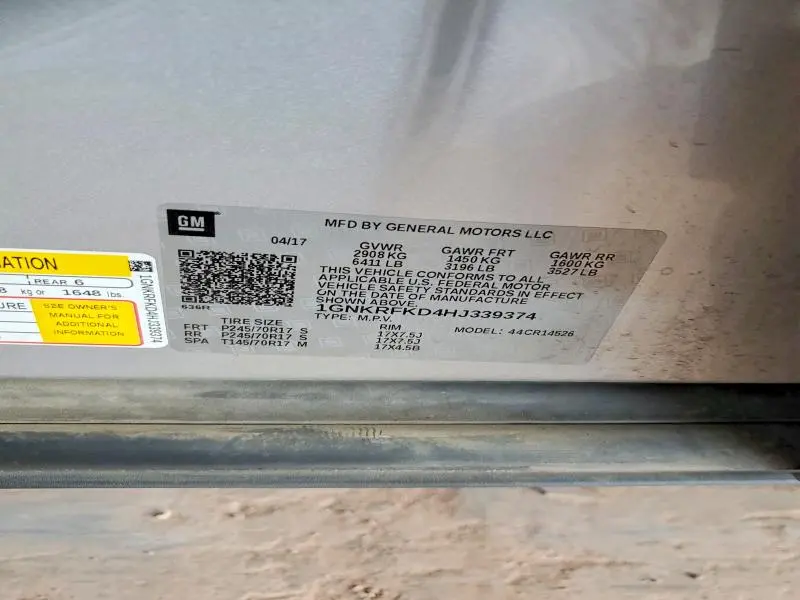 GM
MFD BY GENERAL MOTORS LLC
04/17
GVWR GAWR FRT GAWR RR
2908 KG 1450 KG 1600 KG
6411 LB 3196 LB 3527 LB
THIS VEHICLE CONFORMS TO ALL
APPLICABLE U.S. FEDERAL MOTOR
VEHICLE SAFETY STANDARDS IN EFFECT
ON THE DATE OF MANUFACTURE
SHOWN ABOVE.
636R
1GNKRFKD4HJ339374
TYPE: M.P.V.
MODEL: 44CR14526
TIRE SIZE RIM
FRT P245/70R17 S 17X7.5J
RR P245/70R17 S 17X7.5J
SPA T145/70R17 M 17X4.5B
MATION
REAR 6
8 kg or 1648 lbs.
URE
SEE OWNER'S
MANUAL FOR
ADDITIONAL
INFORMATION
1GNKRFKD4HJ339374